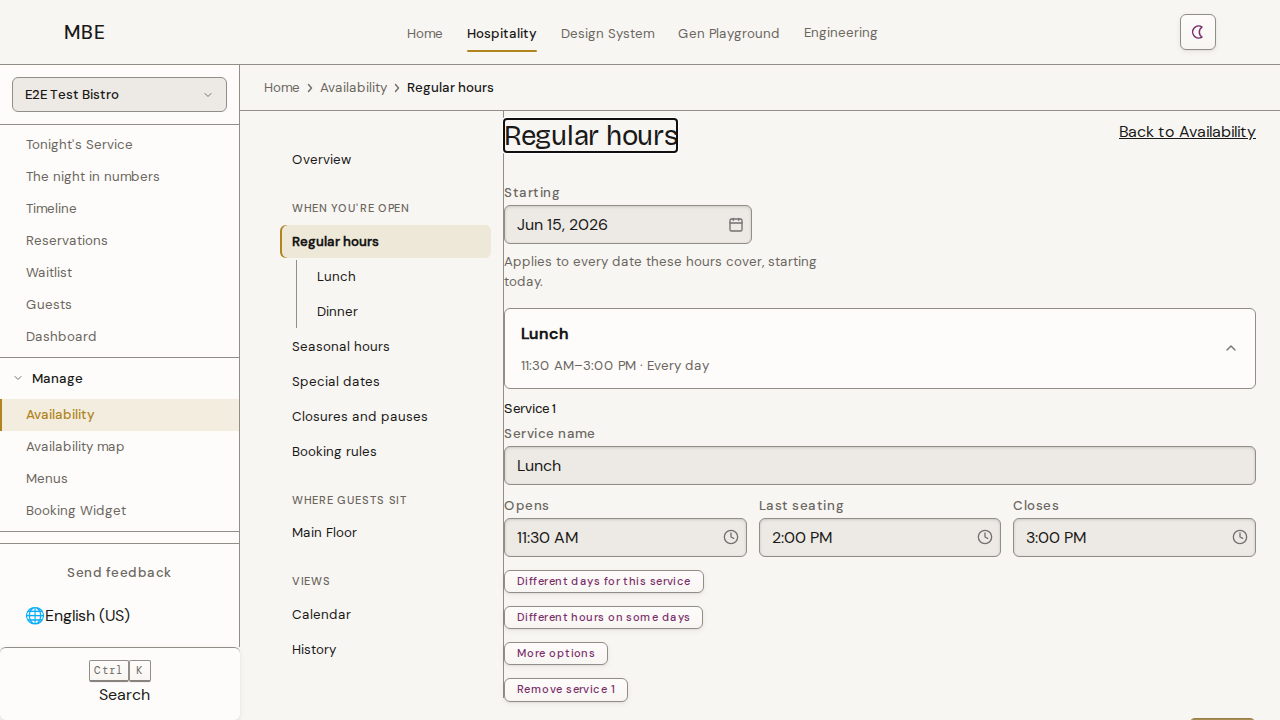 MBE
Home
Hospitality
Design System
Gen Playground
Engineering
E2E Test Bistro
Tonight's Service
The night in numbers
Timeline
Reservations
Waitlist
Guests
Dashboard
Manage
Availability
Availability map
Menus
Booking Widget
Send feedback
English (US)
Ctrl K
Search
Home > Availability > Regular hours
Overview
WHEN YOU'RE OPEN
Regular hours
Lunch
Dinner
Seasonal hours
Special dates
Closures and pauses
Booking rules
WHERE GUESTS SIT
Main Floor
VIEWS
Calendar
History
Regular hours
Back to Availability
Starting
Jun 15, 2026
Applies to every date these hours cover, starting
today.
Lunch
11:30 AM–3:00 PM · Every day
Service 1
Service name
Lunch
Opens
Last seating
Closes
11:30 AM
2:00 PM
3:00 PM
Different days for this service
Different hours on some days
More options
Remove service 1